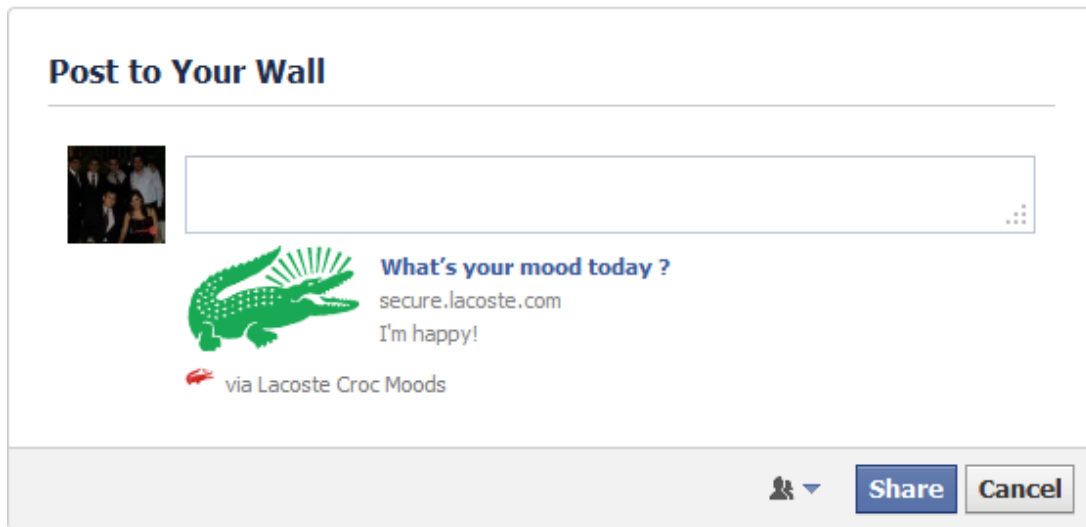 Post to Your Wall
What’s your mood today ?
secure.lacoste.com
I'm happy!
via Lacoste Croc Moods
Share
Cancel